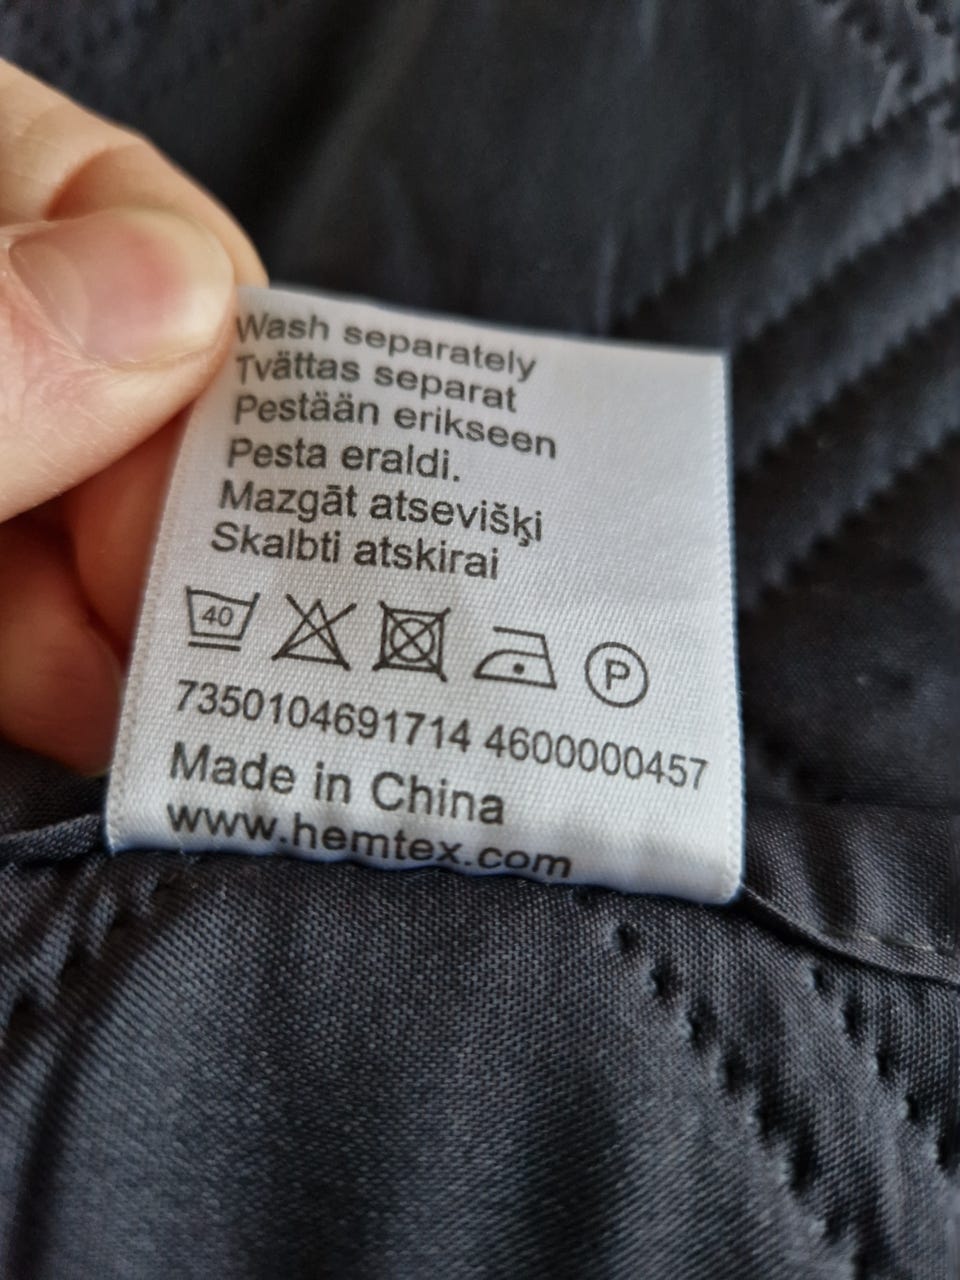 Wash separately
Tvättas separat
Pestään erikseen
Pesta eraldi.
Mazgāt atsevišķi
Skalbti atskirai
40 P
7350104691714 4600000457
Made in China
www.hemtex.com